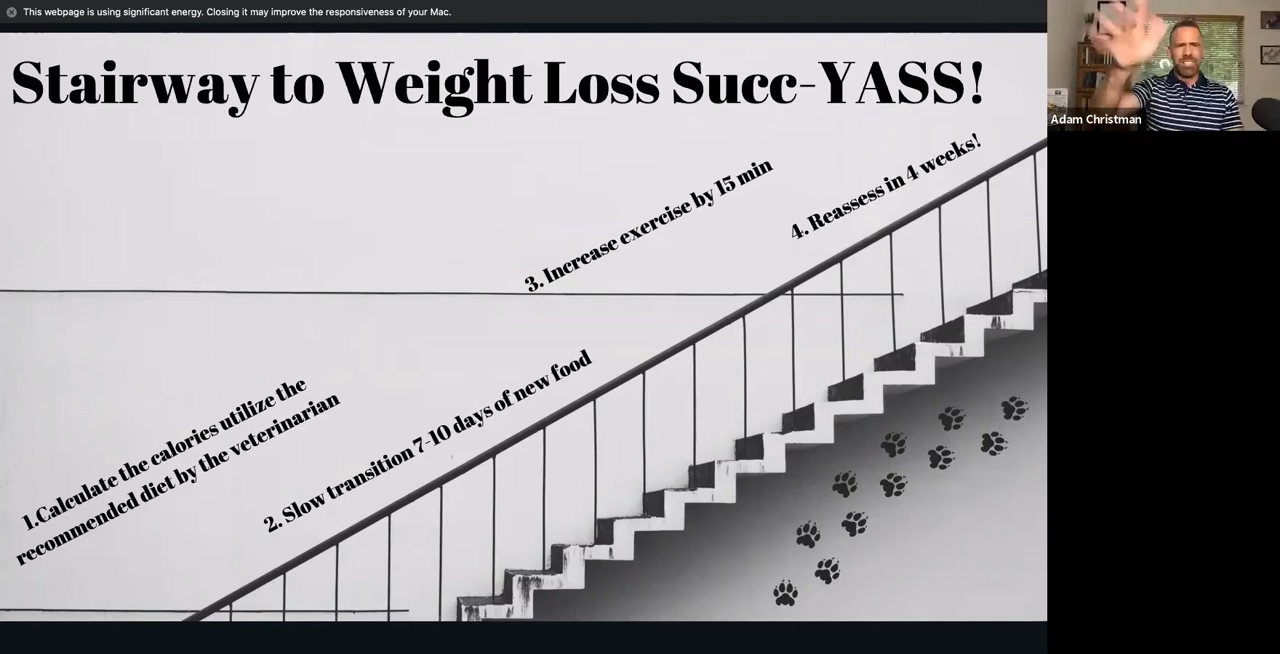 This webpage is using significant energy. Closing it may improve the responsiveness of your Mac.
Stairway to Weight Loss Succ-YASS!
Adam Christman
4. Reassess in 4 weeks!
3. Increase exercise by 15 min
2. Slow transition 7-10 days of new food
1.Calculate the calories utilize the
recommended diet by the veterinarian